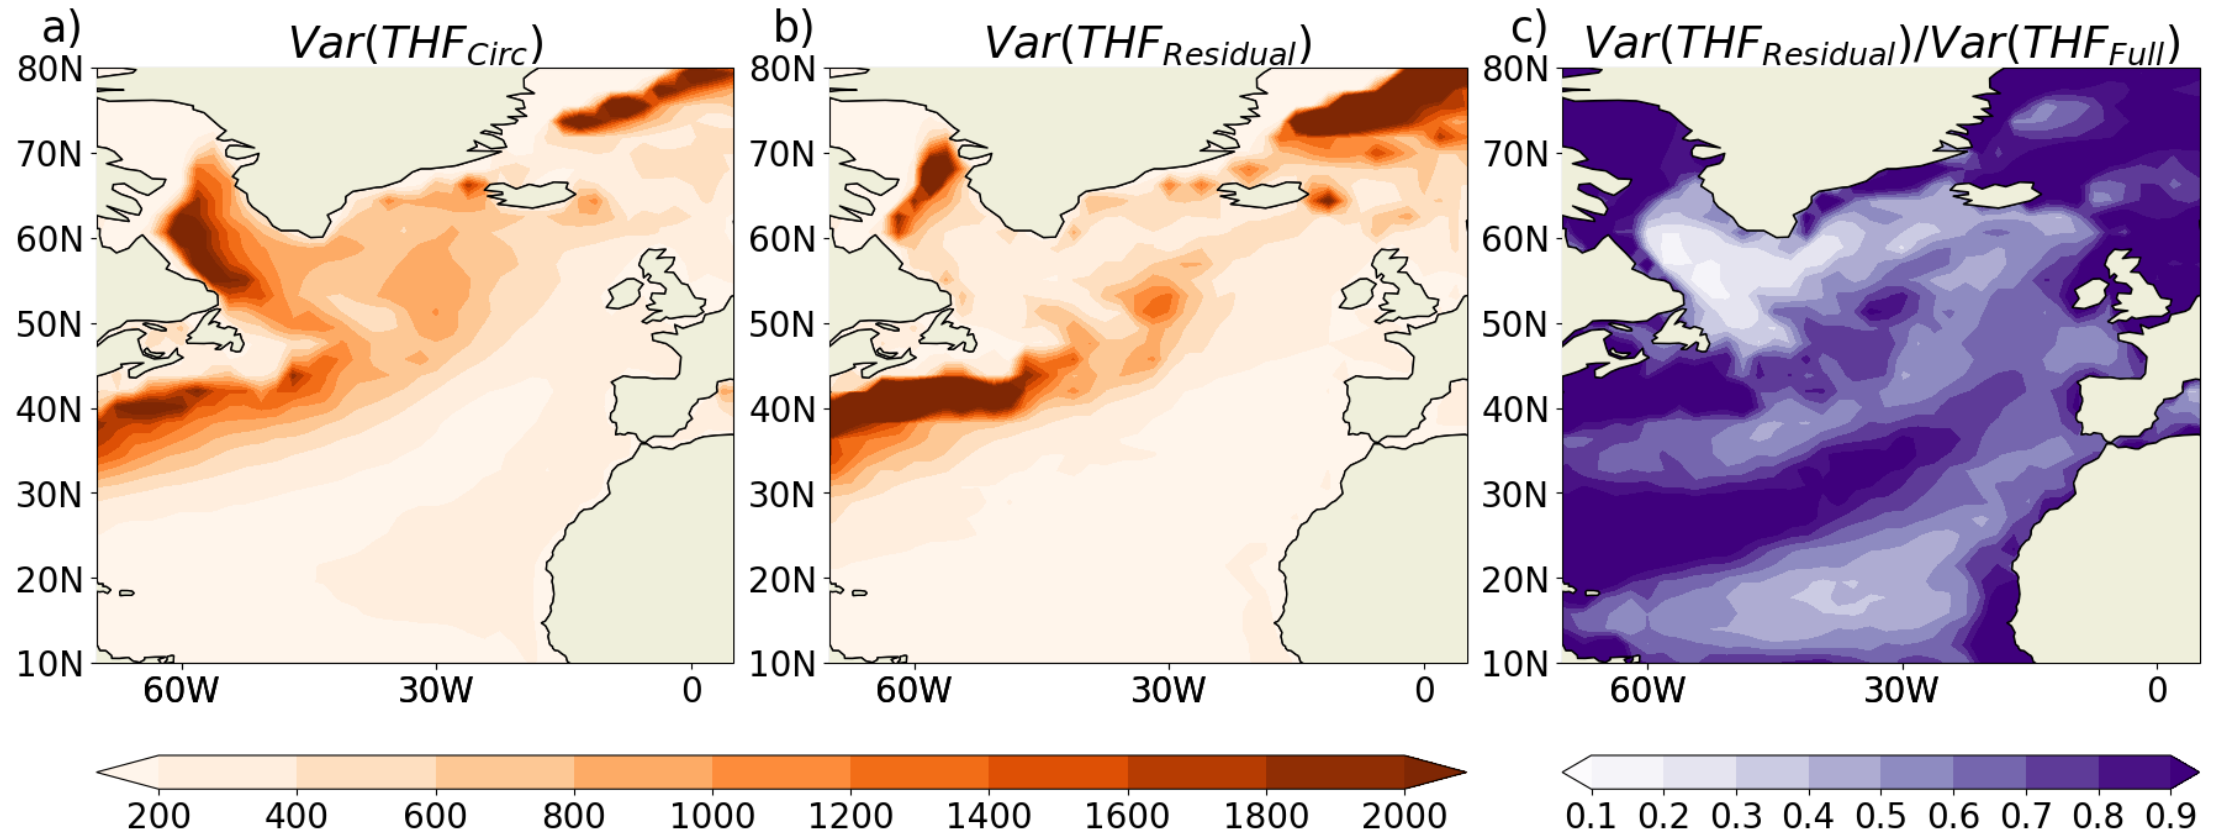 a) Var(THF_Circ)
b) Var(THF_Residual)
c) Var(THF_Residual)/Var(THF_Full)
80N
70N
60N
50N
40N
30N
20N
10N
60W 30W 0
80N
70N
60N
50N
40N
30N
20N
10N
60W 30W 0
80N
70N
60N
50N
40N
30N
20N
10N
60W 30W 0
200 400 600 800 1000 1200 1400 1600 1800 2000
0.1 0.2 0.3 0.4 0.5 0.6 0.7 0.8 0.9